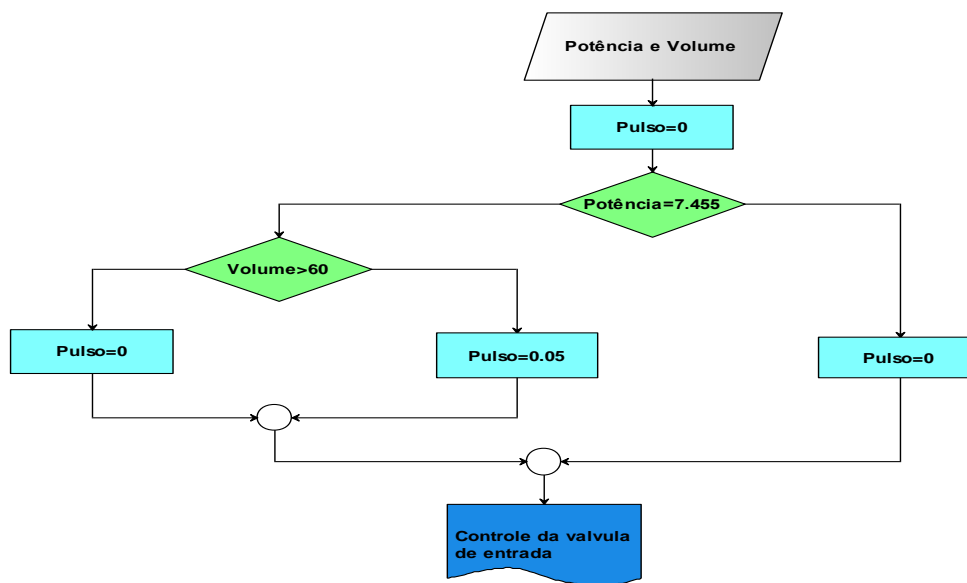 Potência e Volume
Pulso=0
Potência=7.455
Volume>60
Pulso=0
Pulso=0.05
Pulso=0
Controle da valvula
de entrada